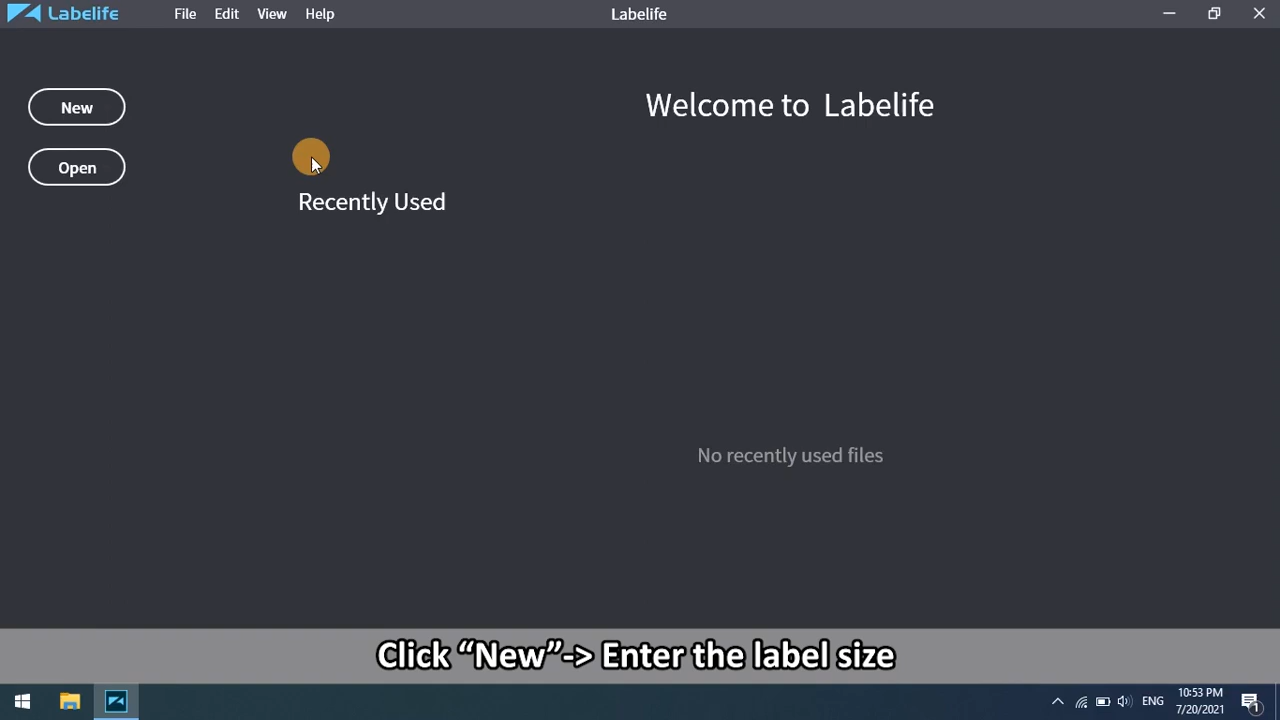 Labelife File Edit View Help Labelife
New
Welcome to Labelife
Open
Recently Used
No recently used files
Click “New”-> Enter the label size
ENG
10:53 PM
7/20/2021
1